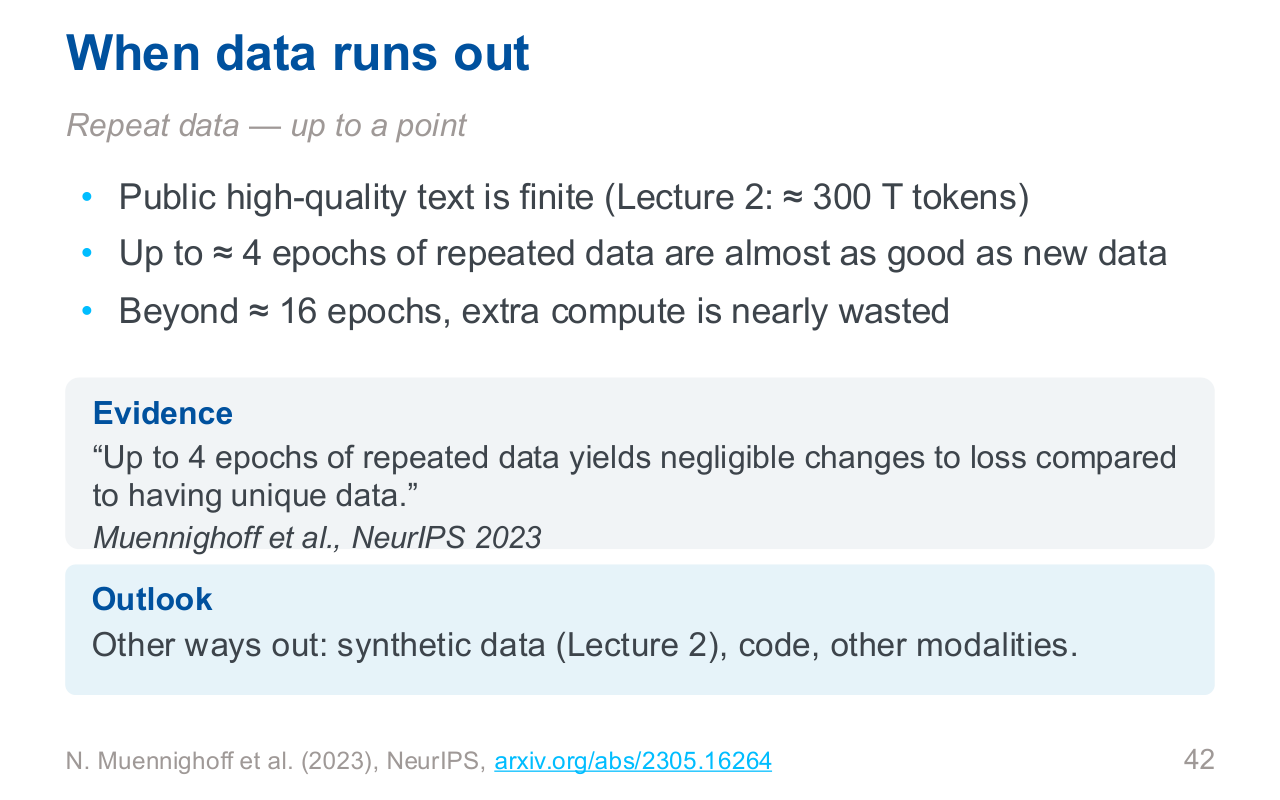 When data runs out
Repeat data — up to a point
• Public high-quality text is finite (Lecture 2: ≈ 300 T tokens)
• Up to ≈ 4 epochs of repeated data are almost as good as new data
• Beyond ≈ 16 epochs, extra compute is nearly wasted
Evidence
“Up to 4 epochs of repeated data yields negligible changes to loss compared
to having unique data.”
Muennighoff et al., NeurIPS 2023
Outlook
Other ways out: synthetic data (Lecture 2), code, other modalities.
N. Muennighoff et al. (2023), NeurIPS, arxiv.org/abs/2305.16264
42